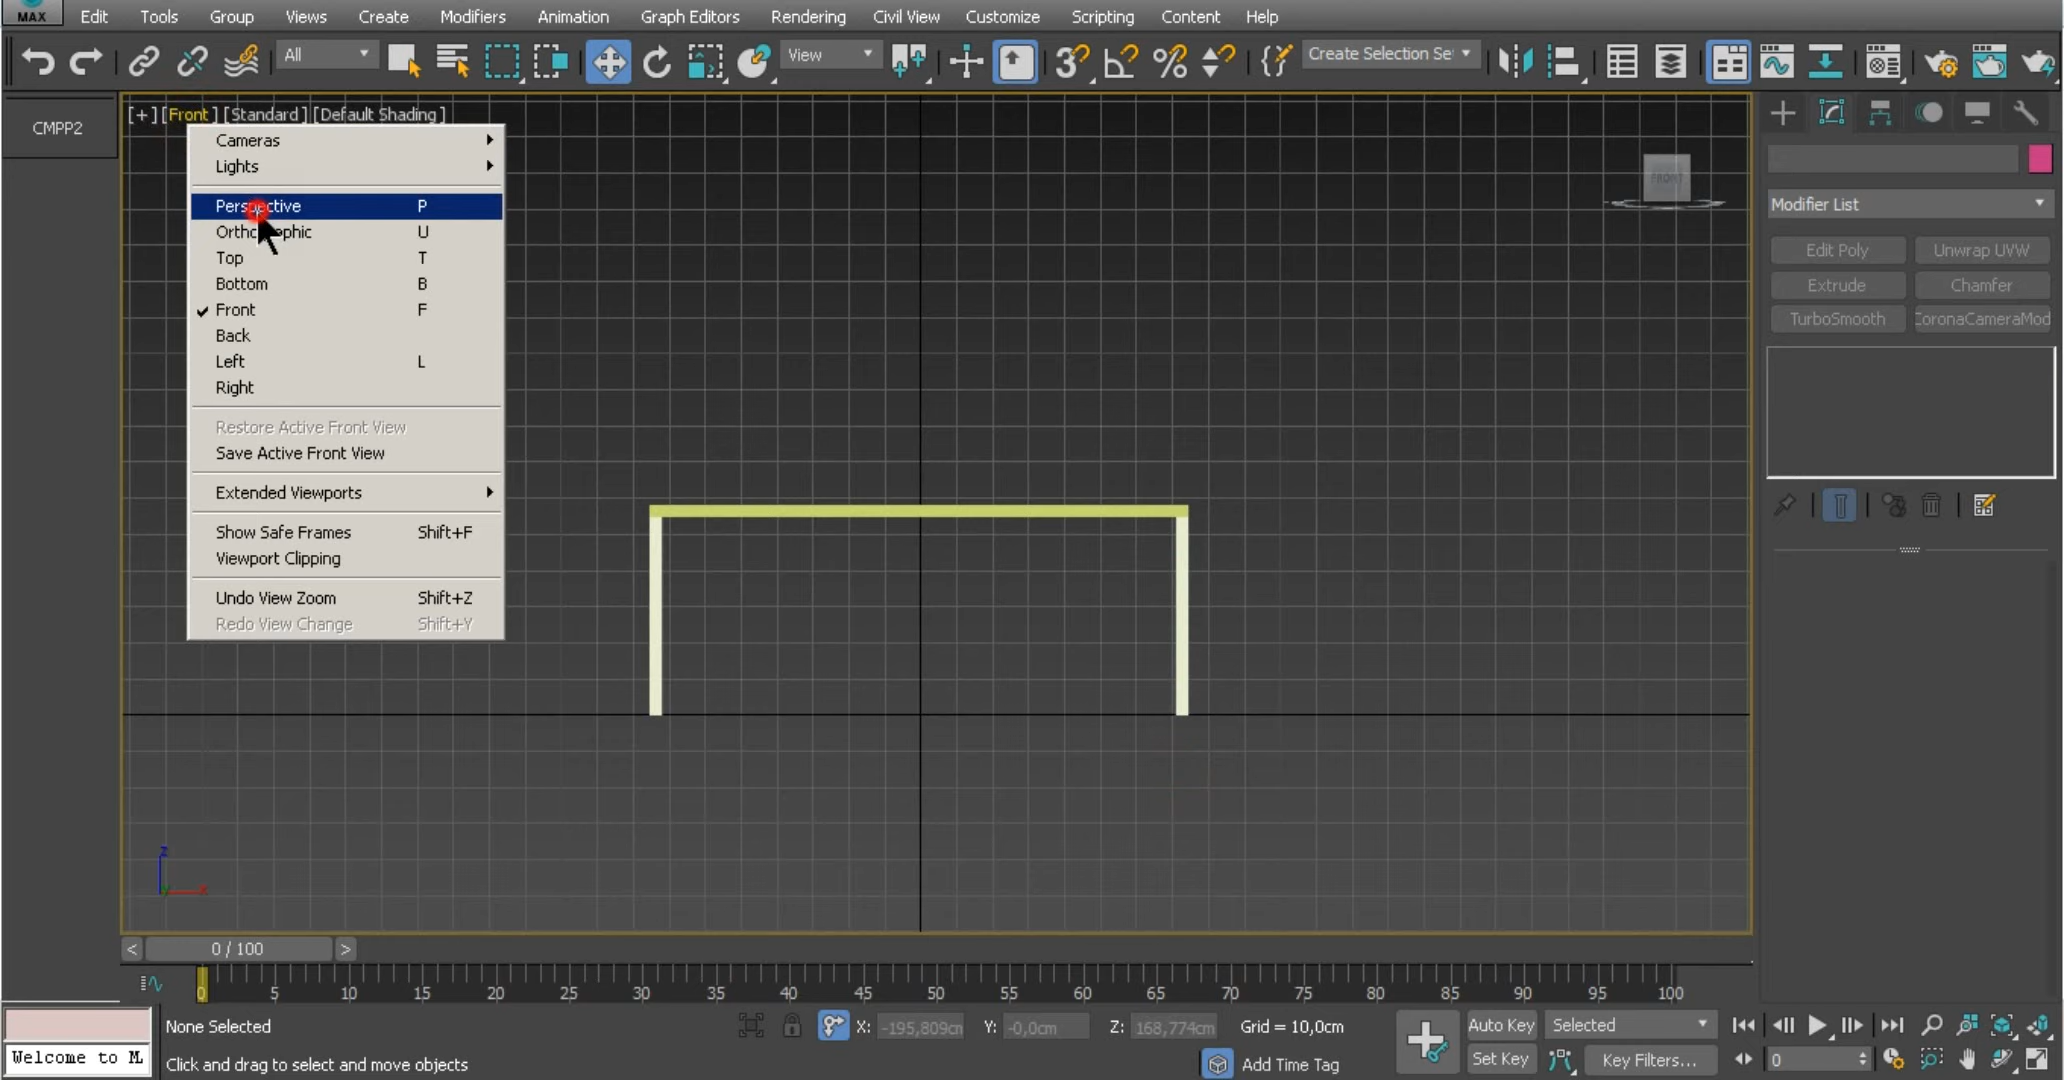 MAX Edit Tools Group Views Create Modifiers Animation Graph Editors Rendering Civil View Customize Scripting Content Help
All View 3 Create Selection Se
CMPP2
[+] [Front] [Standard] [Default Shading]
Cameras
Lights
Perspective P
Orthographic U
Top T
Bottom B
Front F
Back
Left L
Right
Restore Active Front View
Save Active Front View
Extended Viewports
Show Safe Frames Shift+F
Viewport Clipping
Undo View Zoom Shift+Z
Redo View Change Shift+Y
FRONT
z
x
Modifier List
Edit Poly Unwrap UVW
Extrude Chamfer
TurboSmooth CoronaCameraMod
< 0 / 100 >
0 5 10 15 20 25 30 35 40 45 50 55 60 65 70 75 80 85 90 95 100
None Selected X: -195,809cm Y: -0,0cm Z: 168,774cm Grid = 10,0cm Auto Key Selected
Welcome to M Click and drag to select and move objects Add Time Tag Set Key Key Filters... 0